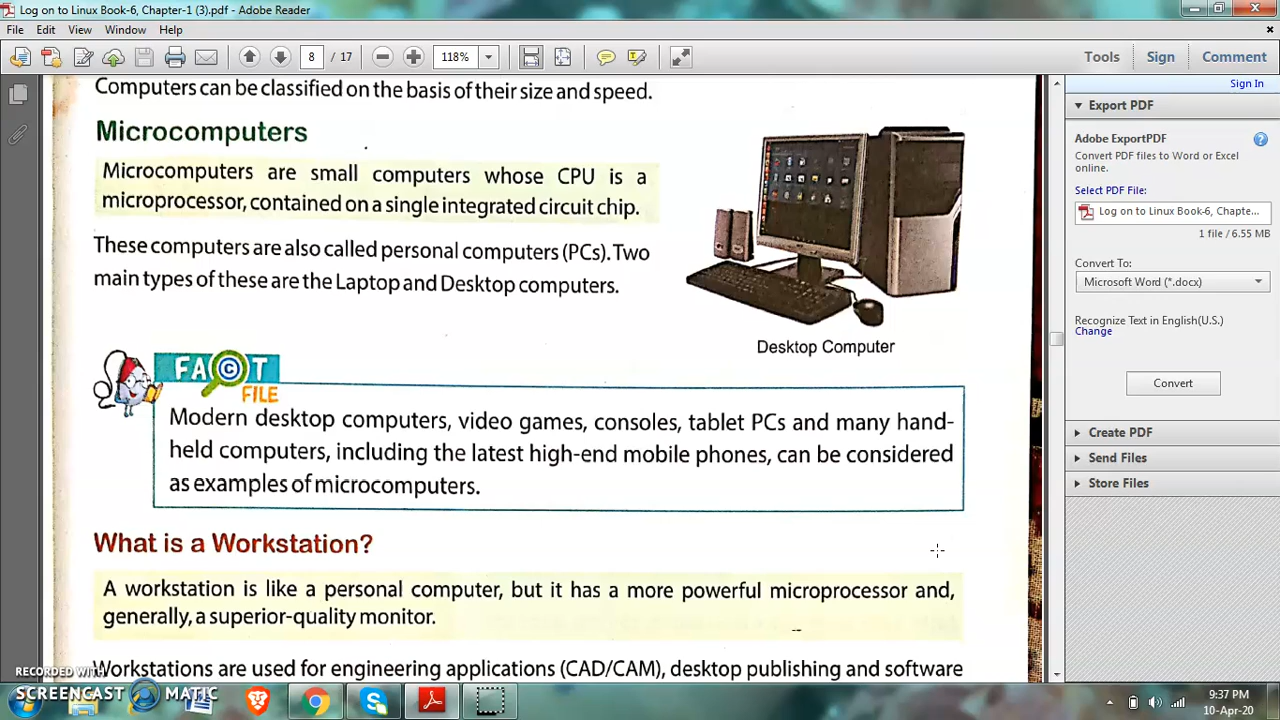 Log on to Linux Book-6, Chapter-1 (3).pdf - Adobe Reader
File Edit View Window Help
8 / 17 118% Tools Sign Comment
Computers can be classified on the basis of their size and speed.
Microcomputers
Microcomputers are small computers whose CPU is a
microprocessor, contained on a single integrated circuit chip.
These computers are also called personal computers (PCs). Two
main types of these are the Laptop and Desktop computers.
Desktop Computer
FACT
FILE
Modern desktop computers, video games, consoles, tablet PCs and many hand-
held computers, including the latest high-end mobile phones, can be considered
as examples of microcomputers.
What is a Workstation?
A workstation is like a personal computer, but it has a more powerful microprocessor and,
generally, a superior-quality monitor.
Workstations are used for engineering applications (CAD/CAM), desktop publishing and software
Sign In
Export PDF
Adobe ExportPDF
Convert PDF files to Word or Excel
online.
Select PDF File:
Log on to Linux Book-6, Chapte...
1 file / 6.55 MB
Convert To:
Microsoft Word (*.docx)
Recognize Text in English(U.S.)
Change
Convert
Create PDF
Send Files
Store Files
RECORDED WITH
SCREENCAST MATIC
9:37 PM
10-Apr-20